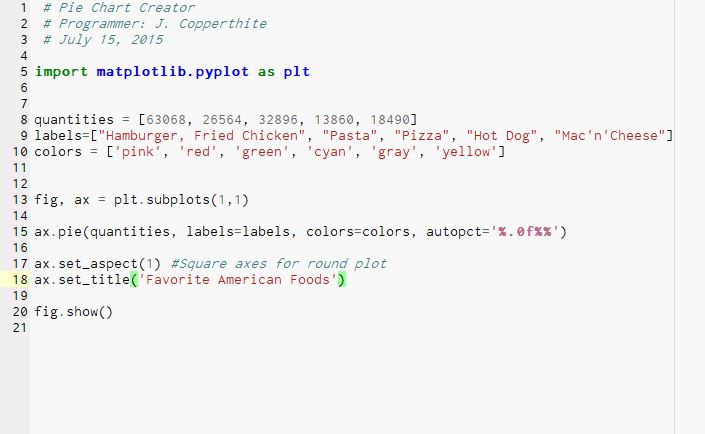 1 # Pie Chart Creator
2 # Programmer: J. Copperthite
3 # July 15, 2015
4
5 import matplotlib.pyplot as plt
6
7
8 quantities = [63068, 26564, 32896, 13860, 18490]
9 labels=["Hamburger, Fried Chicken", "Pasta", "Pizza", "Hot Dog", "Mac'n'Cheese"]
10 colors = ['pink', 'red', 'green', 'cyan', 'gray', 'yellow']
11
12
13 fig, ax = plt.subplots(1,1)
14
15 ax.pie(quantities, labels=labels, colors=colors, autopct='%.0f%%')
16
17 ax.set_aspect(1) #Square axes for round plot
18 ax.set_title('Favorite American Foods')
19
20 fig.show()
21